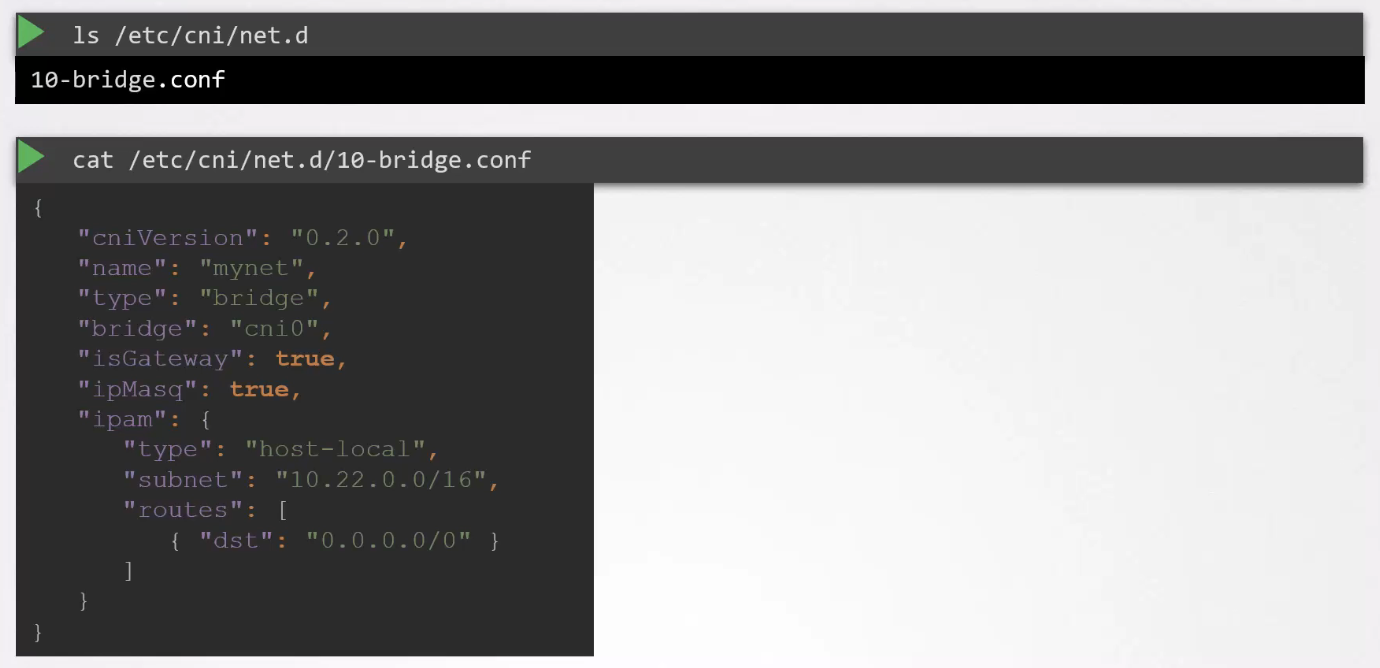 ls /etc/cni/net.d
10-bridge.conf
cat /etc/cni/net.d/10-bridge.conf
{
"cniVersion": "0.2.0",
"name": "mynet",
"type": "bridge",
"bridge": "cni0",
"isGateway": true,
"ipMasq": true,
"ipam": {
"type": "host-local",
"subnet": "10.22.0.0/16",
"routes": [
{ "dst": "0.0.0.0/0" }
]
}
}